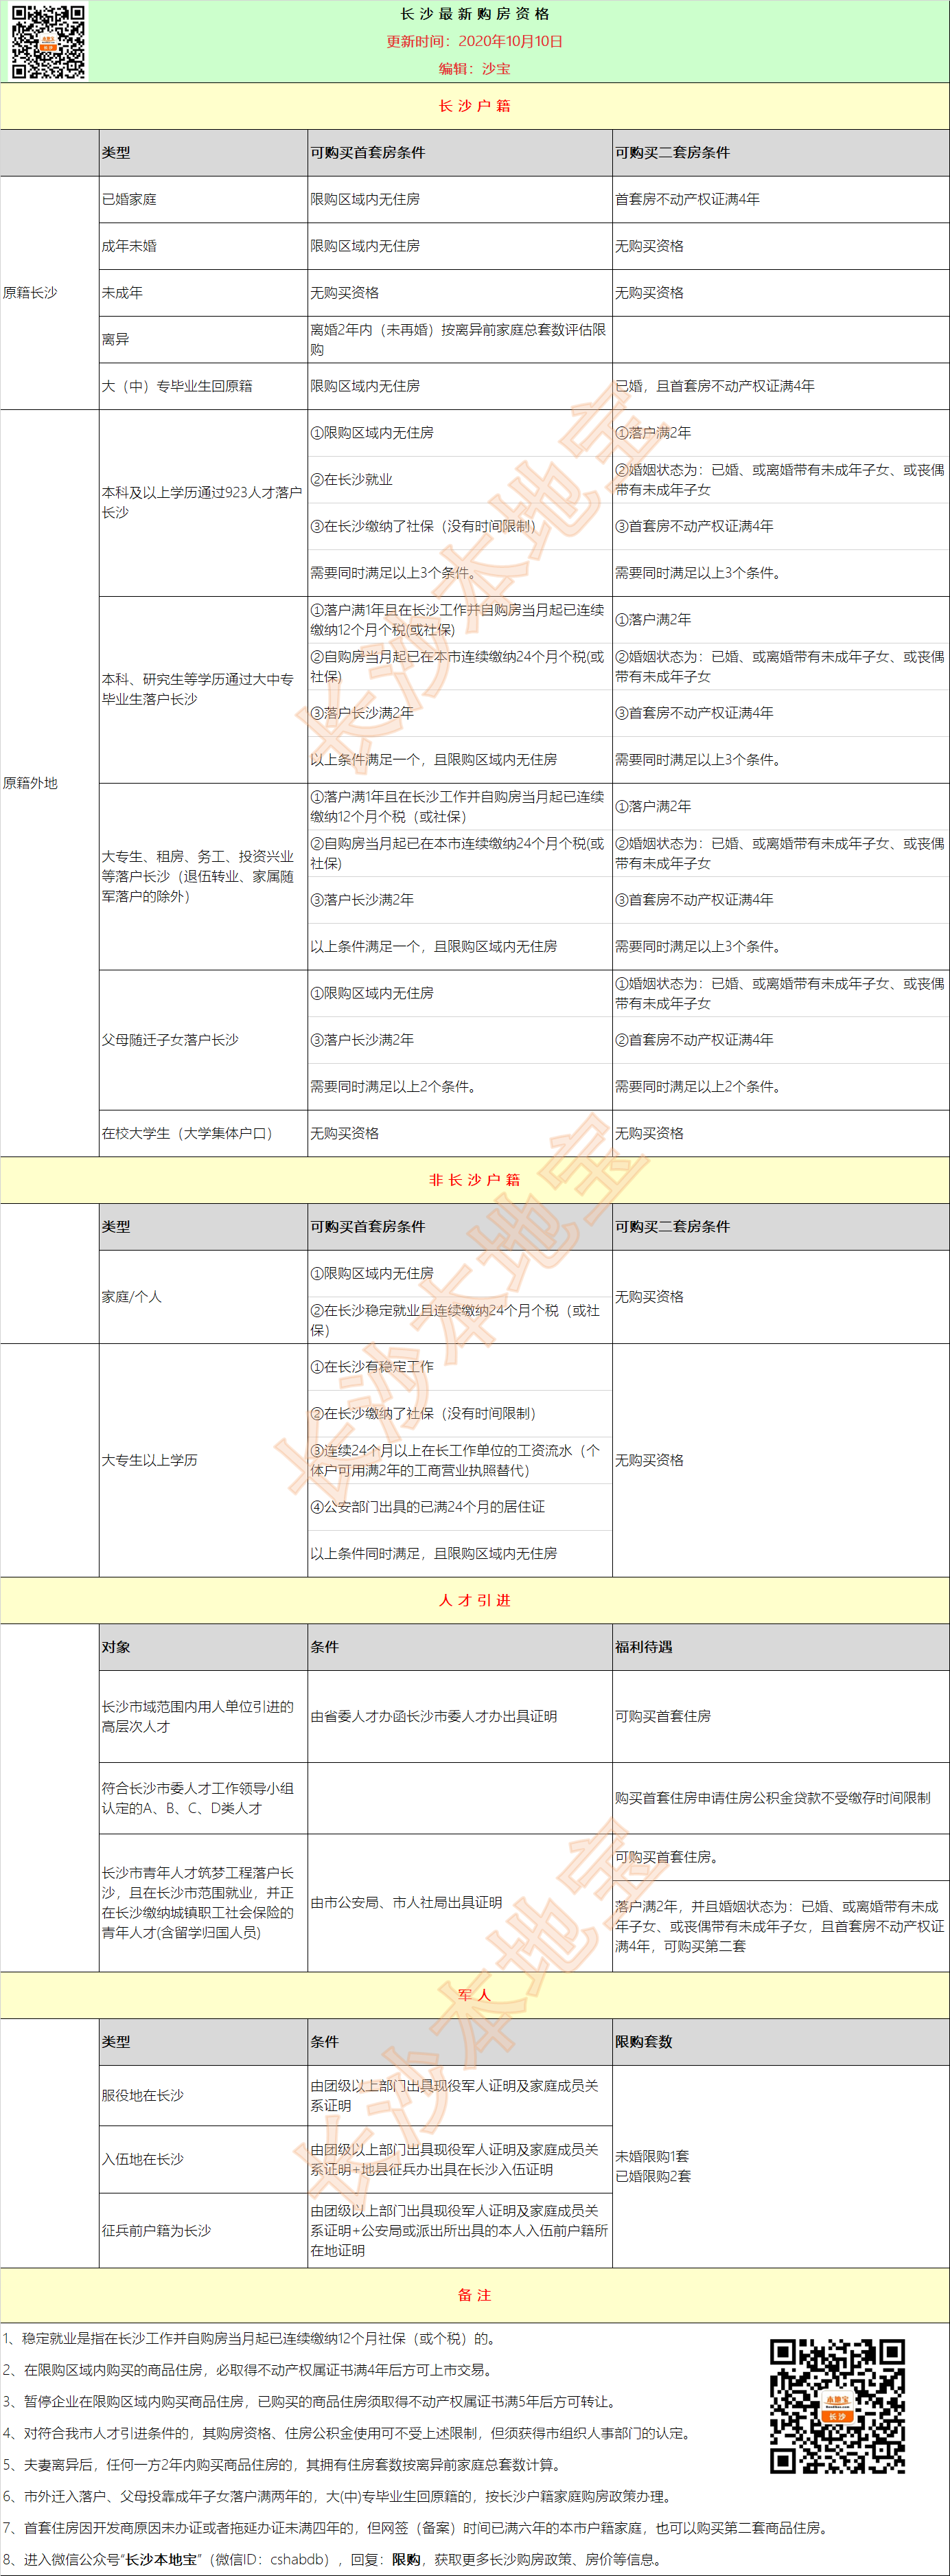 长沙最新购房资格
更新时间：2020年10月10日
编辑：沙宝
长沙户籍
类型
可购买首套房条件
可购买二套房条件
原籍长沙
已婚家庭
限购区域内无住房
首套房不动产权证满4年
成年未婚
限购区域内无住房
无购买资格
未成年
无购买资格
无购买资格
离异
离婚2年内（未再婚）按离异前家庭总套数评估限
购
大（中）专毕业生回原籍
限购区域内无住房
已婚，且首套房不动产权证满4年
原籍外地
本科及以上学历通过923人才落户
长沙
①限购区域内无住房
①落户满2年
②在长沙就业
②婚姻状态为：已婚、或离婚带有未成年子女、或丧偶
带有未成年子女
③在长沙缴纳了社保（没有时间限制）
③首套房不动产权证满4年
需要同时满足以上3个条件。
需要同时满足以上3个条件。
本科、研究生等学历通过大中专
毕业生落户长沙
①落户满1年且在长沙工作并自购房当月起已连续
缴纳12个月个税(或社保)
①落户满2年
②自购房当月起已在本市连续缴纳24个月个税(或
社保)
②婚姻状态为：已婚、或离婚带有未成年子女、或丧偶
带有未成年子女
③落户长沙满2年
③首套房不动产权证满4年
以上条件满足一个，且限购区域内无住房
需要同时满足以上3个条件。
大专生、租房、务工、投资兴业
等落户长沙（退伍转业、家属随
军落户的除外）
①落户满1年且在长沙工作并自购房当月起已连续
缴纳12个月个税（或社保）
①落户满2年
②自购房当月起已在本市连续缴纳24个月个税(或
社保)
②婚姻状态为：已婚、或离婚带有未成年子女、或丧偶
带有未成年子女
③落户长沙满2年
③首套房不动产权证满4年
以上条件满足一个，且限购区域内无住房
需要同时满足以上3个条件。
父母随迁子女落户长沙
①限购区域内无住房
①婚姻状态为：已婚、或离婚带有未成年子女、或丧偶
带有未成年子女
③落户长沙满2年
②首套房不动产权证满4年
需要同时满足以上2个条件。
需要同时满足以上2个条件。
在校大学生（大学集体户口）
无购买资格
无购买资格
非长沙户籍
类型
可购买首套房条件
可购买二套房条件
家庭/个人
①限购区域内无住房
②在长沙稳定就业且连续缴纳24个月个税（或社
保）
无购买资格
大专生以上学历
①在长沙有稳定工作
②在长沙缴纳了社保（没有时间限制）
③连续24个月以上在长工作单位的工资流水（个
体户可用满2年的工商营业执照替代）
④公安部门出具的已满24个月的居住证
以上条件同时满足，且限购区域内无住房
无购买资格
人才引进
对象
条件
福利待遇
长沙市域范围内用人单位引进的
高层次人才
由省委人才办函长沙市委人才办出具证明
可购买首套住房
符合长沙市委人才工作领导小组
认定的A、B、C、D类人才
购买首套住房申请住房公积金贷款不受缴存时间限制
长沙市青年人才筑梦工程落户长
沙，且在长沙市范围就业，并正
在长沙缴纳城镇职工社会保险的
青年人才(含留学归国人员)
由市公安局、市人社局出具证明
可购买首套住房。
落户满2年，并且婚姻状态为：已婚、或离婚带有未成
年子女、或丧偶带有未成年子女，且首套房不动产权证
满4年，可购买第二套
军人
类型
条件
限购套数
服役地在长沙
由团级以上部门出具现役军人证明及家庭成员关
系证明
入伍地在长沙
由团级以上部门出具现役军人证明及家庭成员关
系证明+地县征兵办出具在长沙入伍证明
征兵前户籍为长沙
由团级以上部门出具现役军人证明及家庭成员关
系证明+公安局或派出所出具的本人入伍前户籍所
在地证明
未婚限购1套
已婚限购2套
备注
1、稳定就业是指在长沙工作并自购房当月起已连续缴纳12个月社保（或个税）的。
2、在限购区域内购买的商品住房，必取得不动产权属证书满4年后方可上市交易。
3、暂停企业在限购区域内购买商品住房，已购买的商品住房须取得不动产权属证书满5年后方可转让。
4、对符合我市人才引进条件的，其购房资格、住房公积金使用可不受上述限制，但须获得市组织人事部门的认定。
5、夫妻离异后，任何一方2年内购买商品住房的，其拥有住房套数按离异前家庭总套数计算。
6、市外迁入落户、父母投靠成年子女落户满两年的，大(中)专毕业生回原籍的，按长沙户籍家庭购房政策办理。
7、首套住房因开发商原因未办证或者拖延办证未满四年的，但网签（备案）时间已满六年的本市户籍家庭，也可以购买第二套商品住房。
8、进入微信公众号“长沙本地宝”（微信ID：cshabdb），回复：限购，获取更多长沙购房政策、房价等信息。
本地宝
长沙
长沙本地宝
长沙本地宝
长沙本地宝